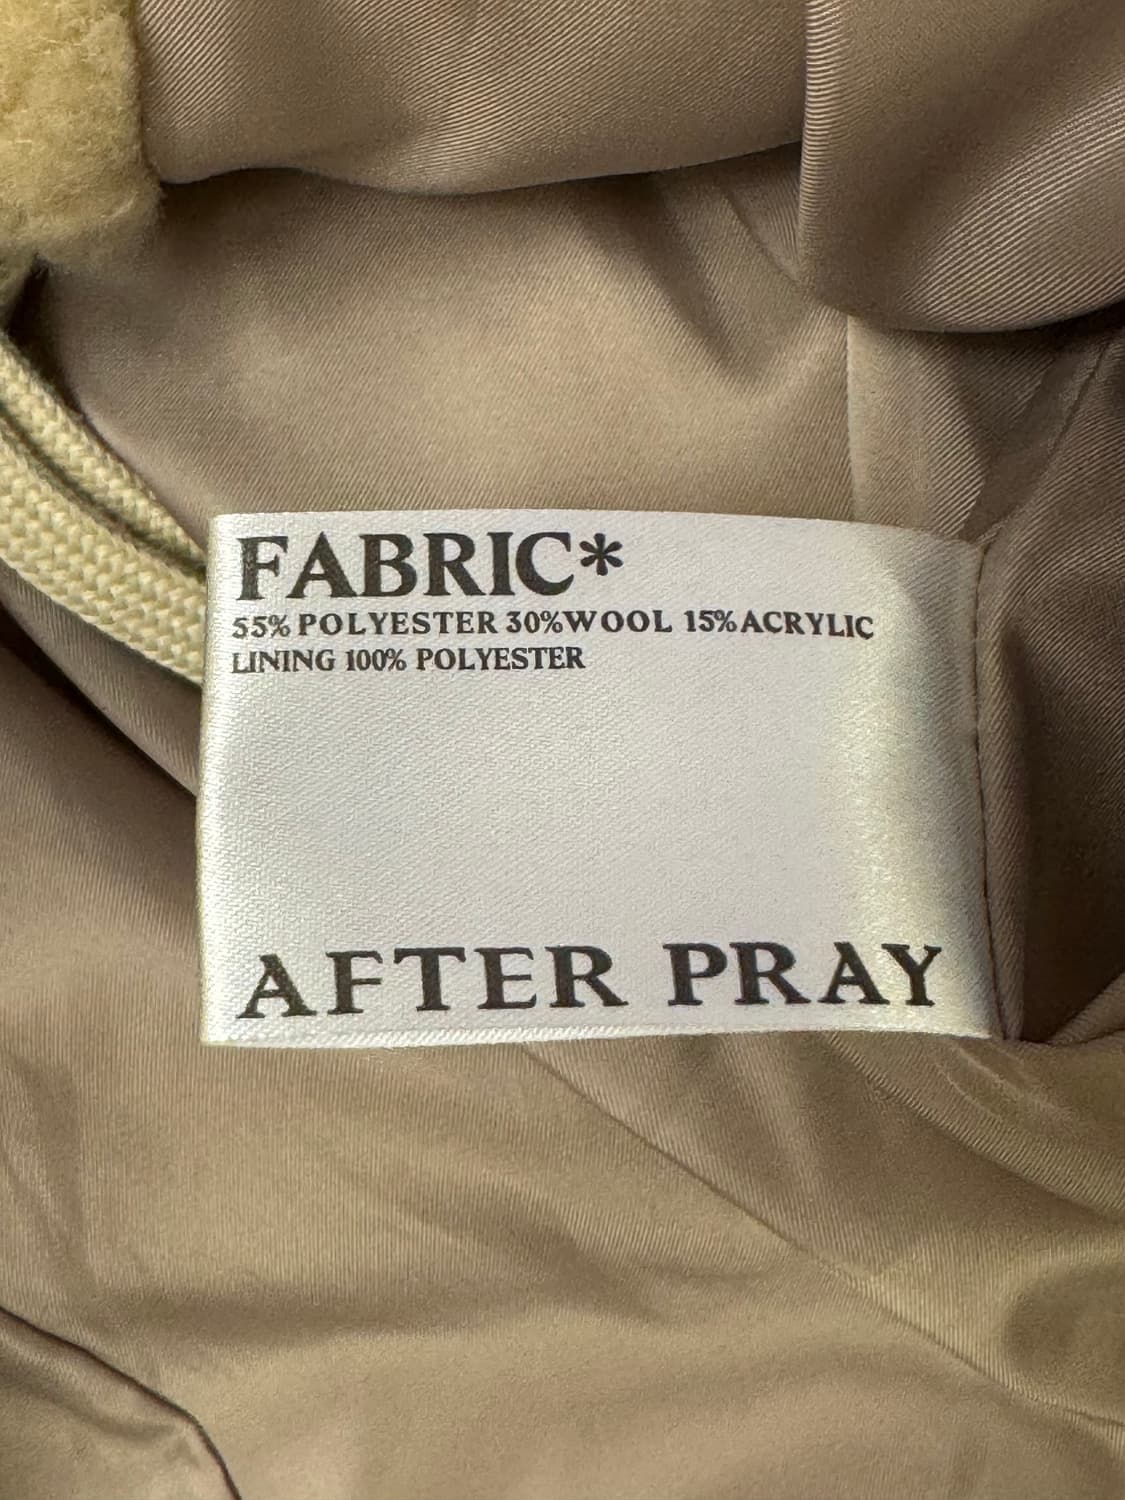 FABRIC*
55% POLYESTER 30%WOOL 15%ACRYLIC
LINING 100% POLYESTER
AFTER PRAY